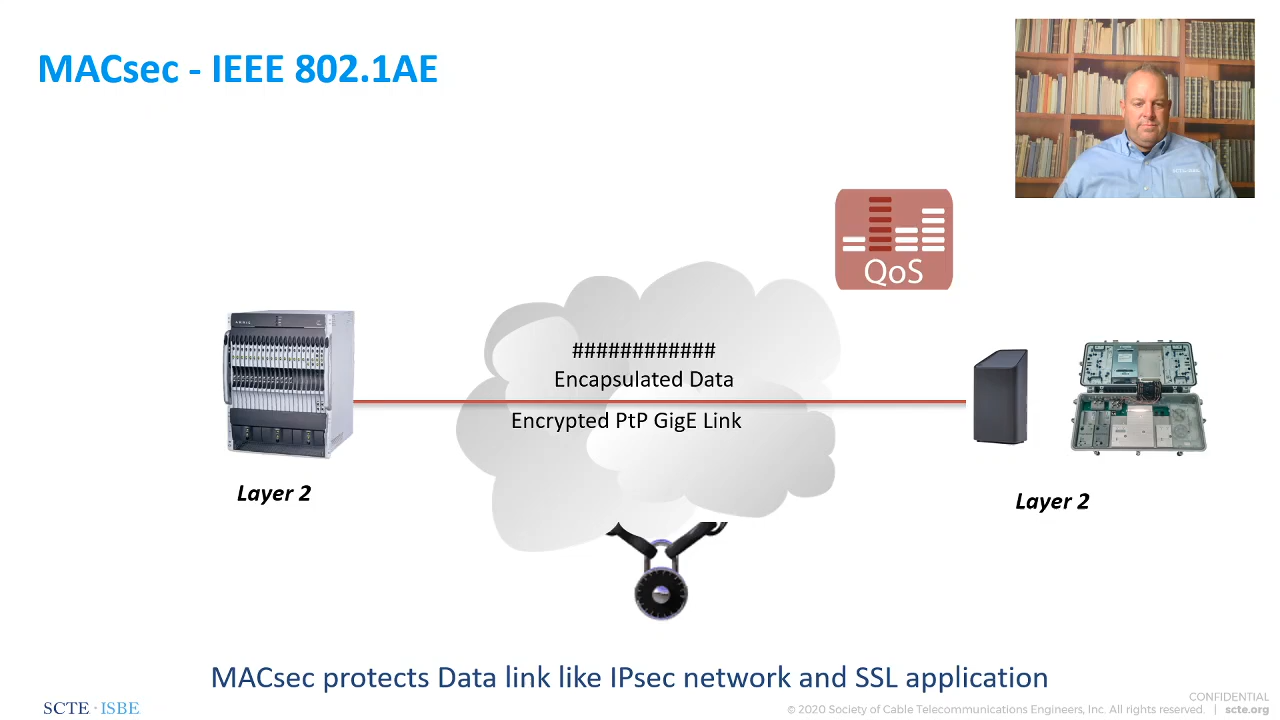 MACsec - IEEE 802.1AE
QoS
ARRIS
############
Encapsulated Data
Encrypted PtP GigE Link
Layer 2
Layer 2
MACsec protects Data link like IPsec network and SSL application
SCTE · ISBE
CONFIDENTIAL
© 2020 Society of Cable Telecommunications Engineers, Inc. All rights reserved. | scte.org